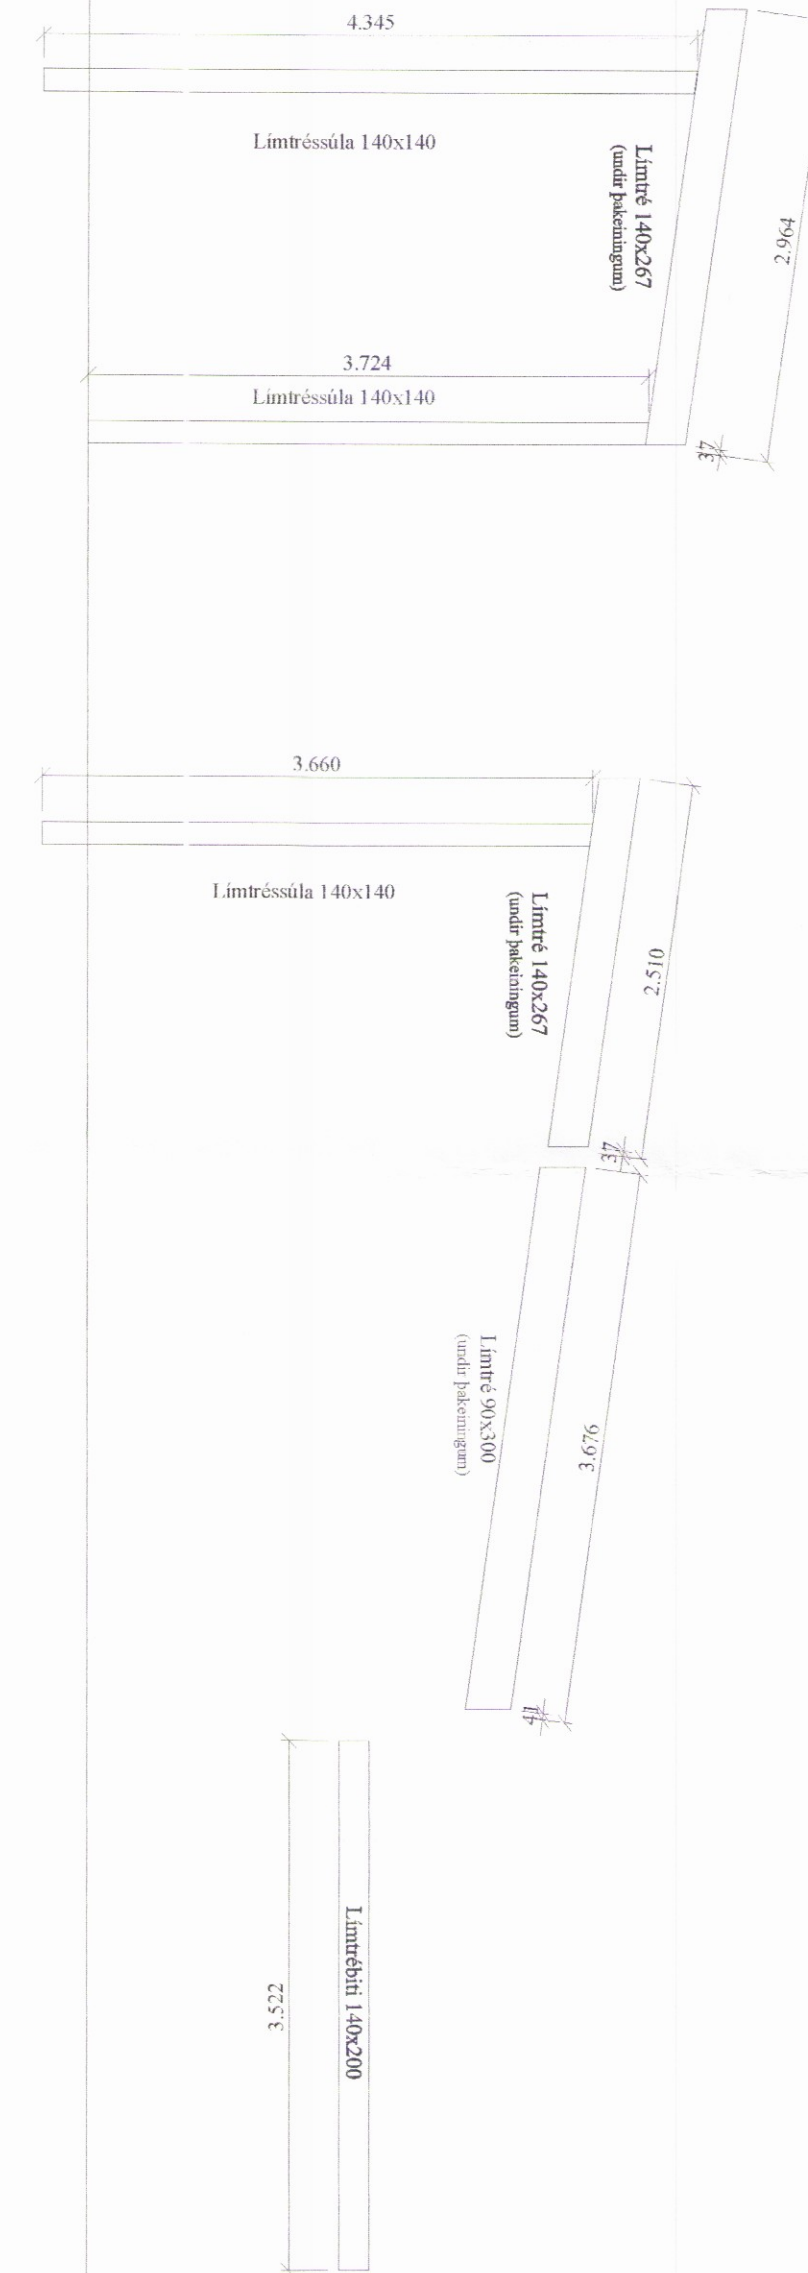 4.345
Límtréssúla 140x140
Límtré 140x267
(undir þakeiningum)
2.964
3.724
Límtréssúla 140x140
37
3.660
Límtréssúla 140x140
Límtré 140x267
(undir þakeiningum)
2.510
37
Límtré 90x300
(undir þakeiningum)
3.676
41
Límtrébiti 140x200
3.522